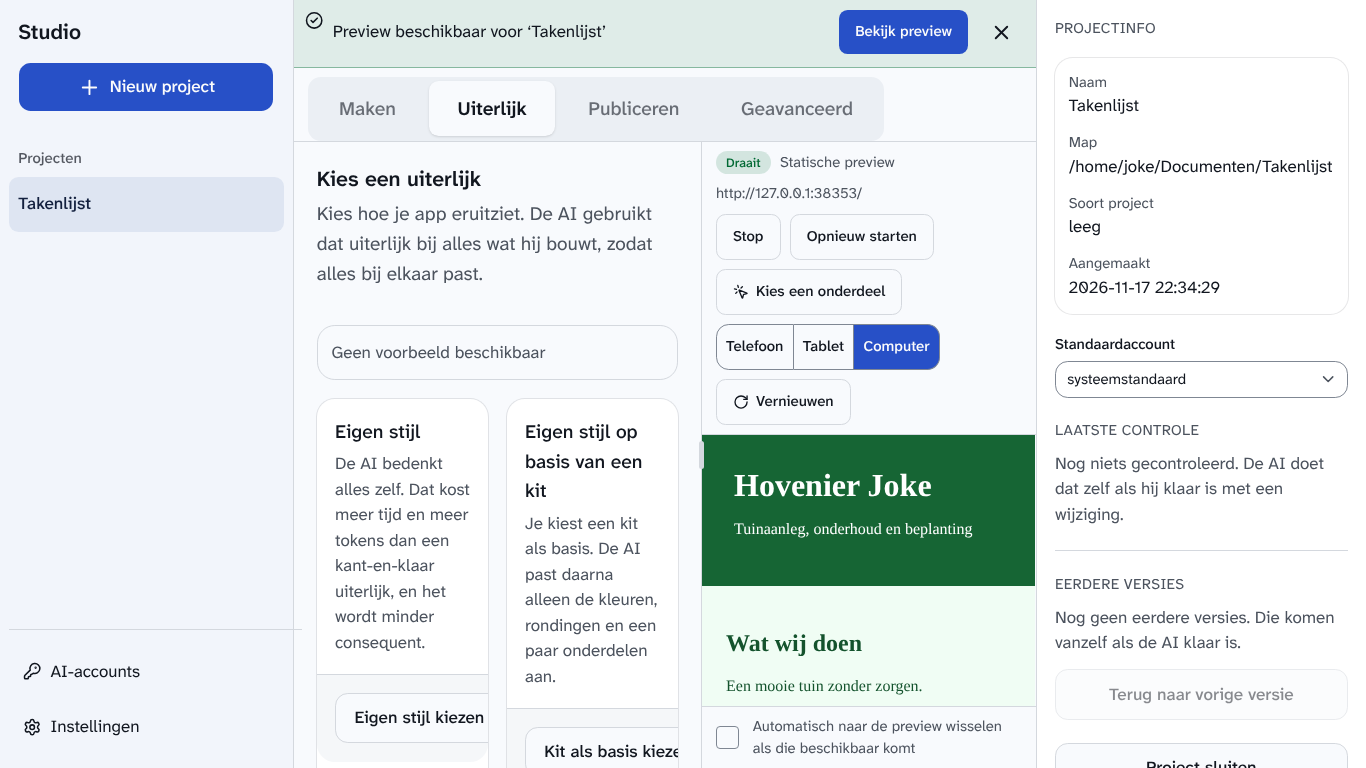 Studio
Nieuw project
Projecten
Takenlijst
AI-accounts
Instellingen
Preview beschikbaar voor ‘Takenlijst’
Bekijk preview
Maken
Uiterlijk
Publiceren
Geavanceerd
Kies een uiterlijk
Kies hoe je app eruitziet. De AI gebruikt
dat uiterlijk bij alles wat hij bouwt, zodat
alles bij elkaar past.
Geen voorbeeld beschikbaar
Eigen stijl
De AI bedenkt
alles zelf. Dat kost
meer tijd en meer
tokens dan een
kant-en-klaar
uiterlijk, en het
wordt minder
consequent.
Eigen stijl kiezen
Eigen stijl op
basis van een
kit
Je kiest een kit
als basis. De AI
past daarna
alleen de kleuren,
rondingen en een
paar onderdelen
aan.
Kit als basis kieze
Draait
Statische preview
http://127.0.0.1:38353/
Stop
Opnieuw starten
Kies een onderdeel
Telefoon
Tablet
Computer
Vernieuwen
Hovenier Joke
Tuinaanleg, onderhoud en beplanting
Wat wij doen
Een mooie tuin zonder zorgen.
Automatisch naar de preview wisselen
als die beschikbaar komt
PROJECTINFO
Naam
Takenlijst
Map
/home/joke/Documenten/Takenlijst
Soort project
leeg
Aangemaakt
2026-11-17 22:34:29
Standaardaccount
systeemstandaard
LAATSTE CONTROLE
Nog niets gecontroleerd. De AI doet
dat zelf als hij klaar is met een
wijziging.
EERDERE VERSIES
Nog geen eerdere versies. Die komen
vanzelf als de AI klaar is.
Terug naar vorige versie
Project sluiten